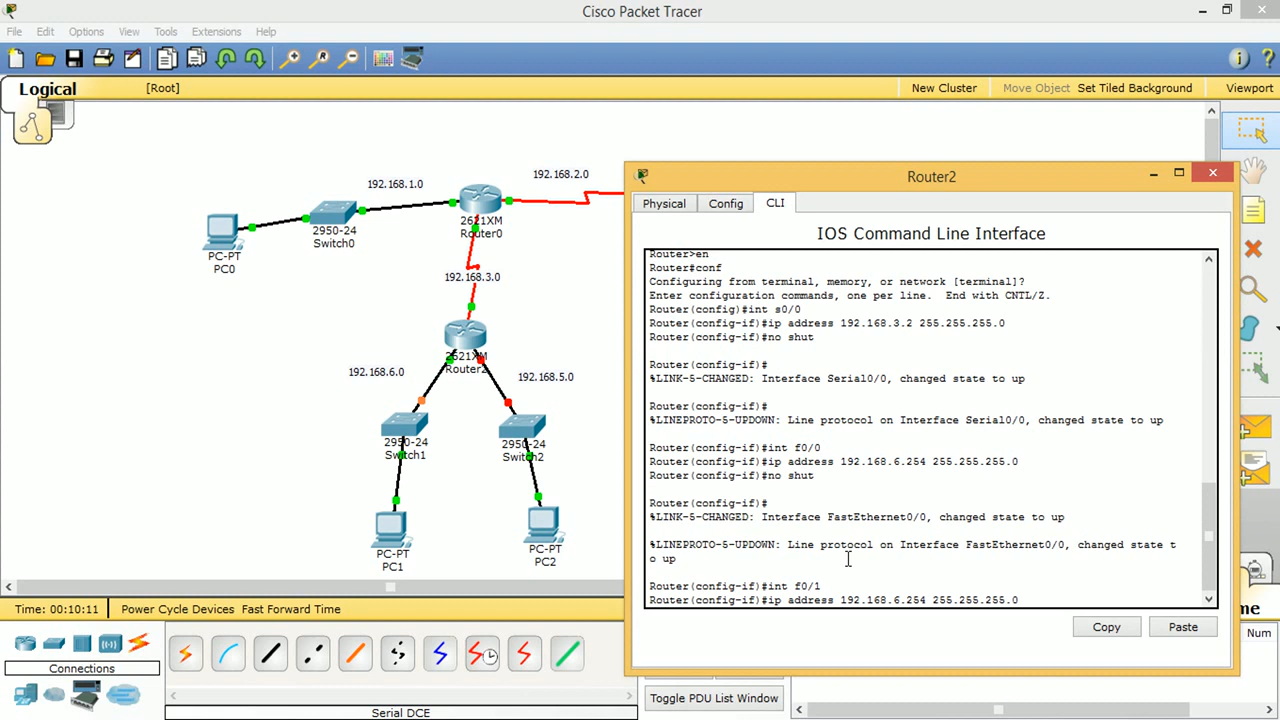 Cisco Packet Tracer
File Edit Options View Tools Extensions Help
Logical
[Root]
New Cluster
Move Object
Set Tiled Background
Viewport
192.168.1.0
192.168.2.0
2950-24
Switch0
2621XM
Router0
PC-PT
PC0
192.168.3.0
2621XM
Router2
192.168.6.0
192.168.5.0
2950-24
Switch1
2950-24
Switch2
PC-PT
PC1
PC-PT
PC2
Router2
Physical
Config
CLI
IOS Command Line Interface
Router>en
Router#conf
Configuring from terminal, memory, or network [terminal]?
Enter configuration commands, one per line.  End with CNTL/Z.
Router(config)#int s0/0
Router(config-if)#ip address 192.168.3.2 255.255.255.0
Router(config-if)#no shut
Router(config-if)#
%LINK-5-CHANGED: Interface Serial0/0, changed state to up
Router(config-if)#
%LINEPROTO-5-UPDOWN: Line protocol on Interface Serial0/0, changed state to up
Router(config-if)#int f0/0
Router(config-if)#ip address 192.168.6.254 255.255.255.0
Router(config-if)#no shut
Router(config-if)#
%LINK-5-CHANGED: Interface FastEthernet0/0, changed state to up
%LINEPROTO-5-UPDOWN: Line protocol on Interface FastEthernet0/0, changed state t
o up
Router(config-if)#int f0/1
Router(config-if)#ip address 192.168.6.254 255.255.255.0
Copy
Paste
Time: 00:10:11
Power Cycle Devices
Fast Forward Time
me
Connections
Num
Toggle PDU List Window
Serial DCE